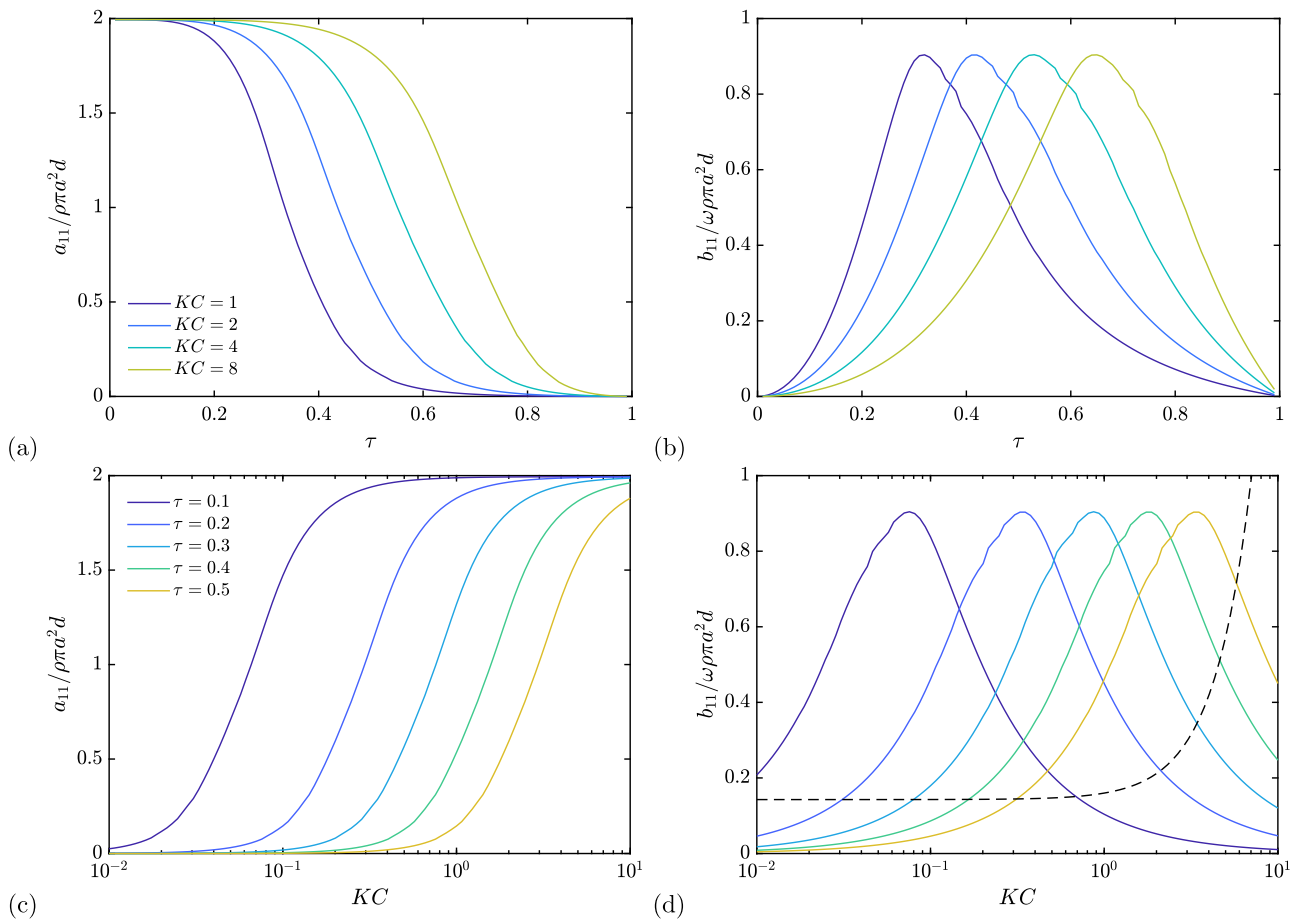 2
1.5
1
0.5
0
a₁₁/ρπa²d
KC = 1
KC = 2
KC = 4
KC = 8
0 0.2 0.4 0.6 0.8 1
(a)
τ
1
0.8
0.6
0.4
0.2
0
b₁₁/ωρπa²d
0 0.2 0.4 0.6 0.8 1
(b)
τ
2
1.5
1
0.5
0
a₁₁/ρπa²d
τ = 0.1
τ = 0.2
τ = 0.3
τ = 0.4
τ = 0.5
10⁻² 10⁻¹ 10⁰ 10¹
(c)
KC
1
0.8
0.6
0.4
0.2
0
b₁₁/ωρπa²d
10⁻² 10⁻¹ 10⁰ 10¹
(d)
KC